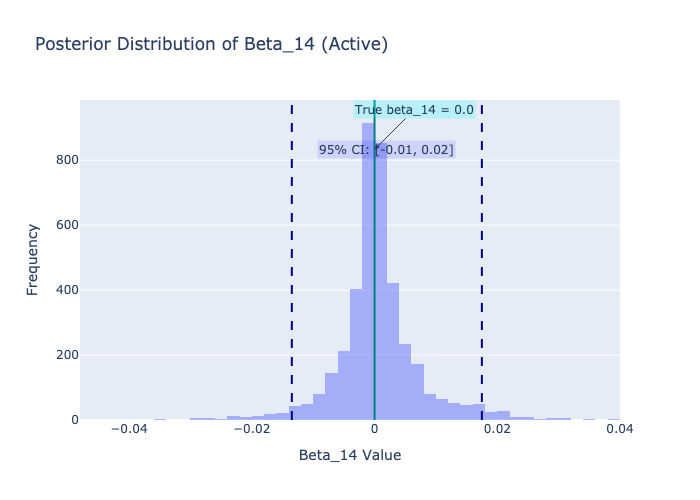 Posterior Distribution of Beta_14 (Active)
True beta_14 = 0.0
95% CI: [-0.01, 0.02]
800
600
400
200
0
Frequency
−0.04
−0.02
0
0.02
0.04
Beta_14 Value